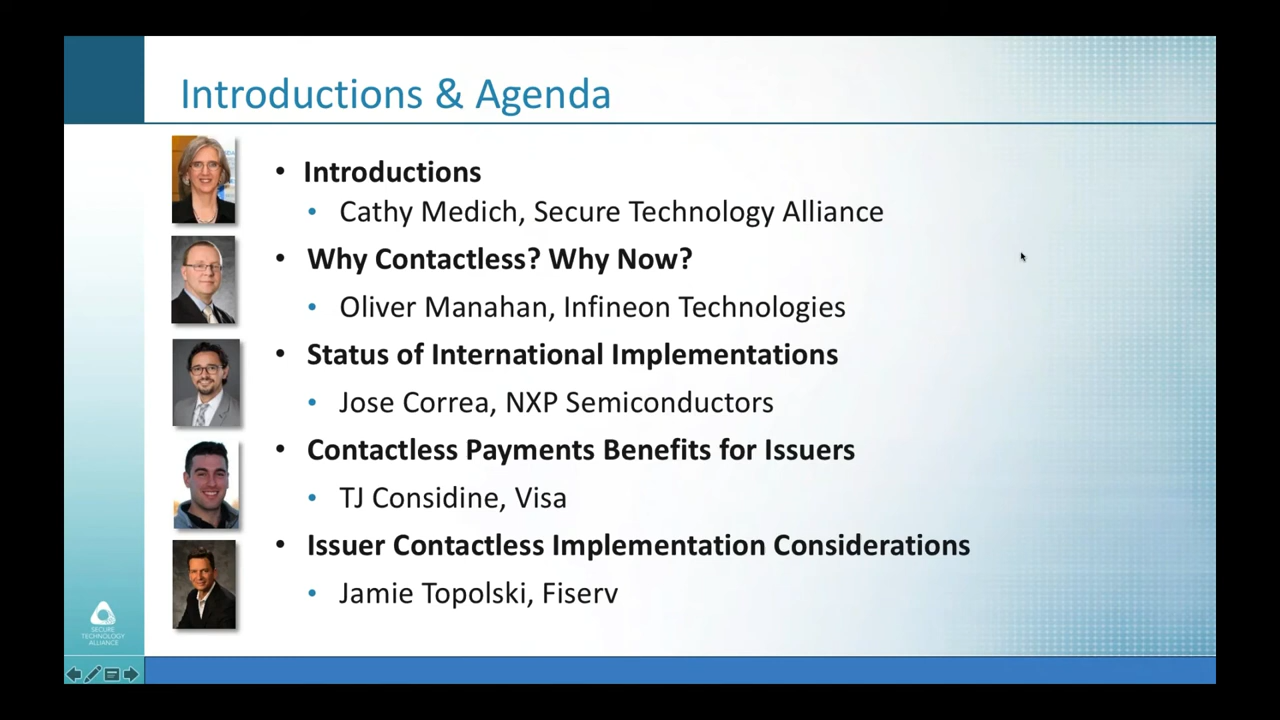 Introductions & Agenda
• Introductions
• Cathy Medich, Secure Technology Alliance
• Why Contactless? Why Now?
• Oliver Manahan, Infineon Technologies
• Status of International Implementations
• Jose Correa, NXP Semiconductors
• Contactless Payments Benefits for Issuers
• TJ Considine, Visa
• Issuer Contactless Implementation Considerations
• Jamie Topolski, Fiserv
SECURE
TECHNOLOGY
ALLIANCE